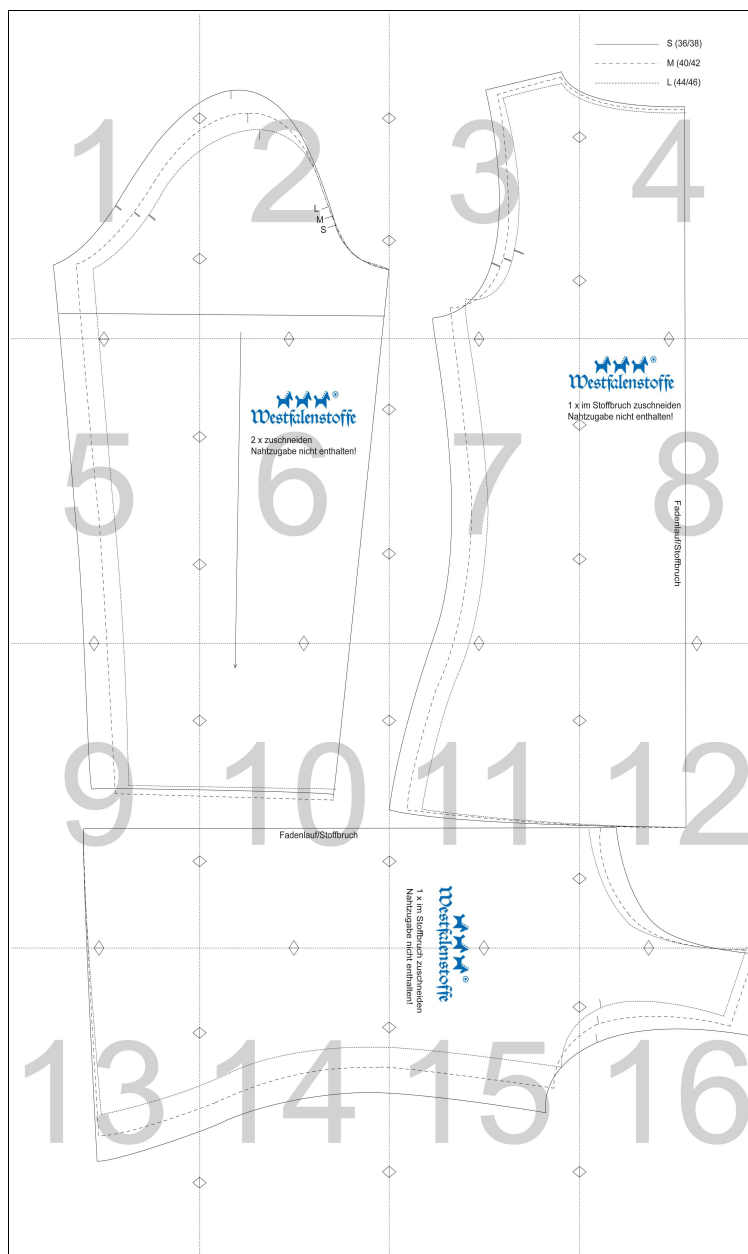 S (36/38)
M (40/42
L (44/46)
1
2
3
4
L
M
S
Westfalenstoffe®
2 x zuschneiden
Nahtzugabe nicht enthalten!
Westfalenstoffe®
1 x im Stoffbruch zuschneiden
Nahtzugabe nicht enthalten!
5
6
7
8
Fadenlauf/Stoffbruch
9
10
11
12
Fadenlauf/Stoffbruch
Westfalenstoffe®
1 x im Stoffbruch zuschneiden
Nahtzugabe nicht enthalten!
13
14
15
16